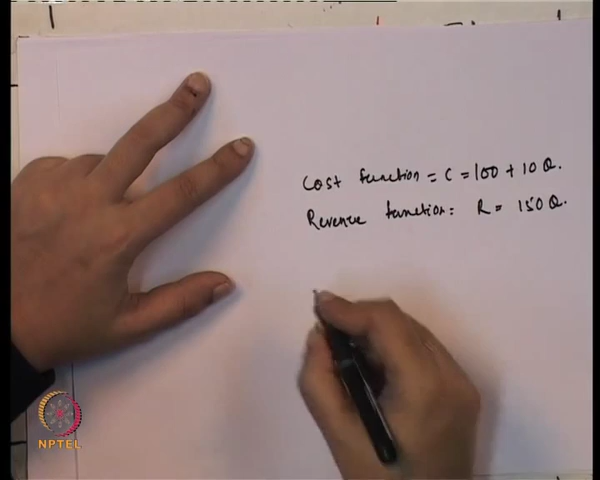 Cost function = C = 100 + 10 Q.
Revenue function = R = 150 Q.
NPTEL